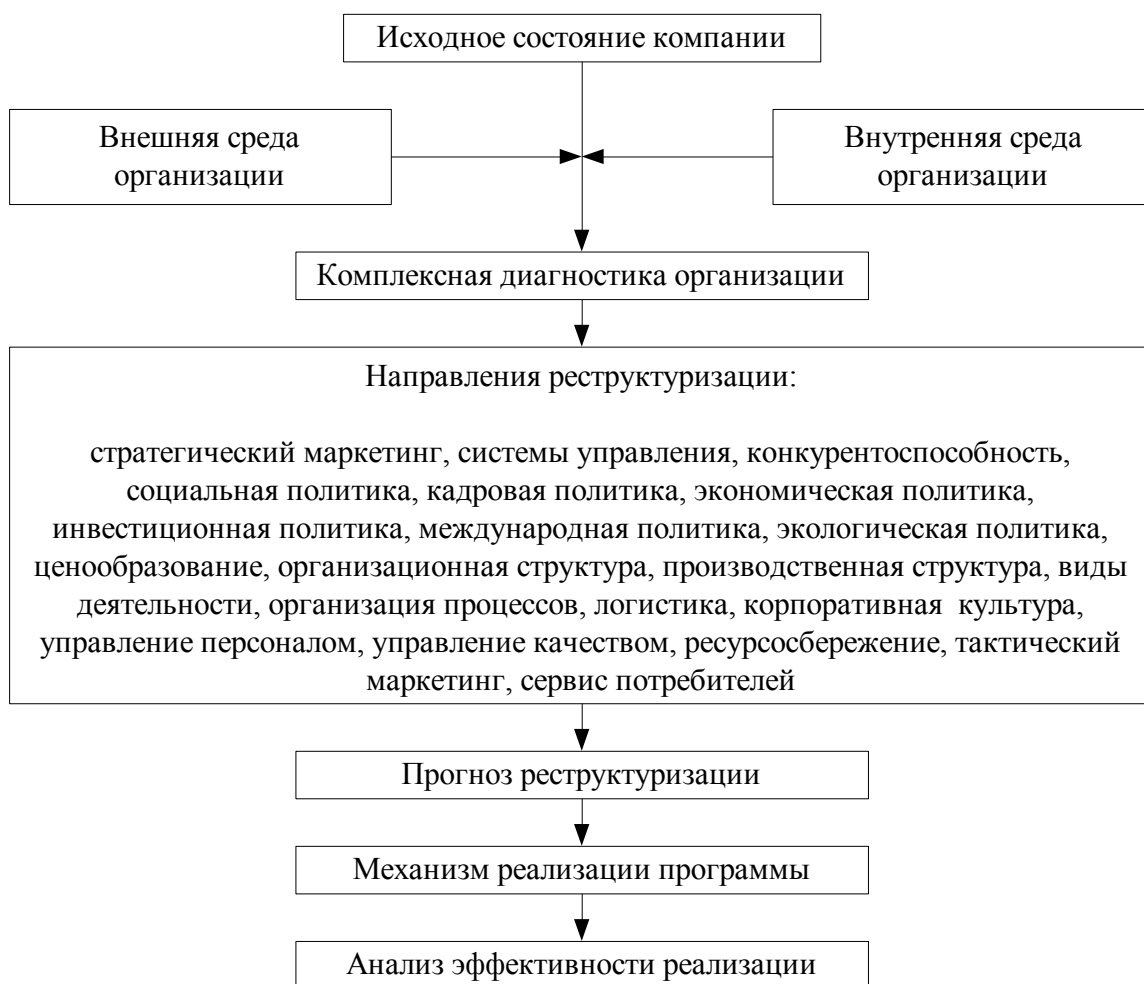 Исходное состояние компании
Внешняя среда
организации
Внутренняя среда
организации
Комплексная диагностика организации
Направления реструктуризации:
стратегический маркетинг, системы управления, конкурентоспособность,
социальная политика, кадровая политика, экономическая политика,
инвестиционная политика, международная политика, экологическая политика,
ценообразование, организационная структура, производственная структура, виды
деятельности, организация процессов, логистика, корпоративная культура,
управление персоналом, управление качеством, ресурсосбережение, тактический
маркетинг, сервис потребителей
Прогноз реструктуризации
Механизм реализации программы
Анализ эффективности реализации